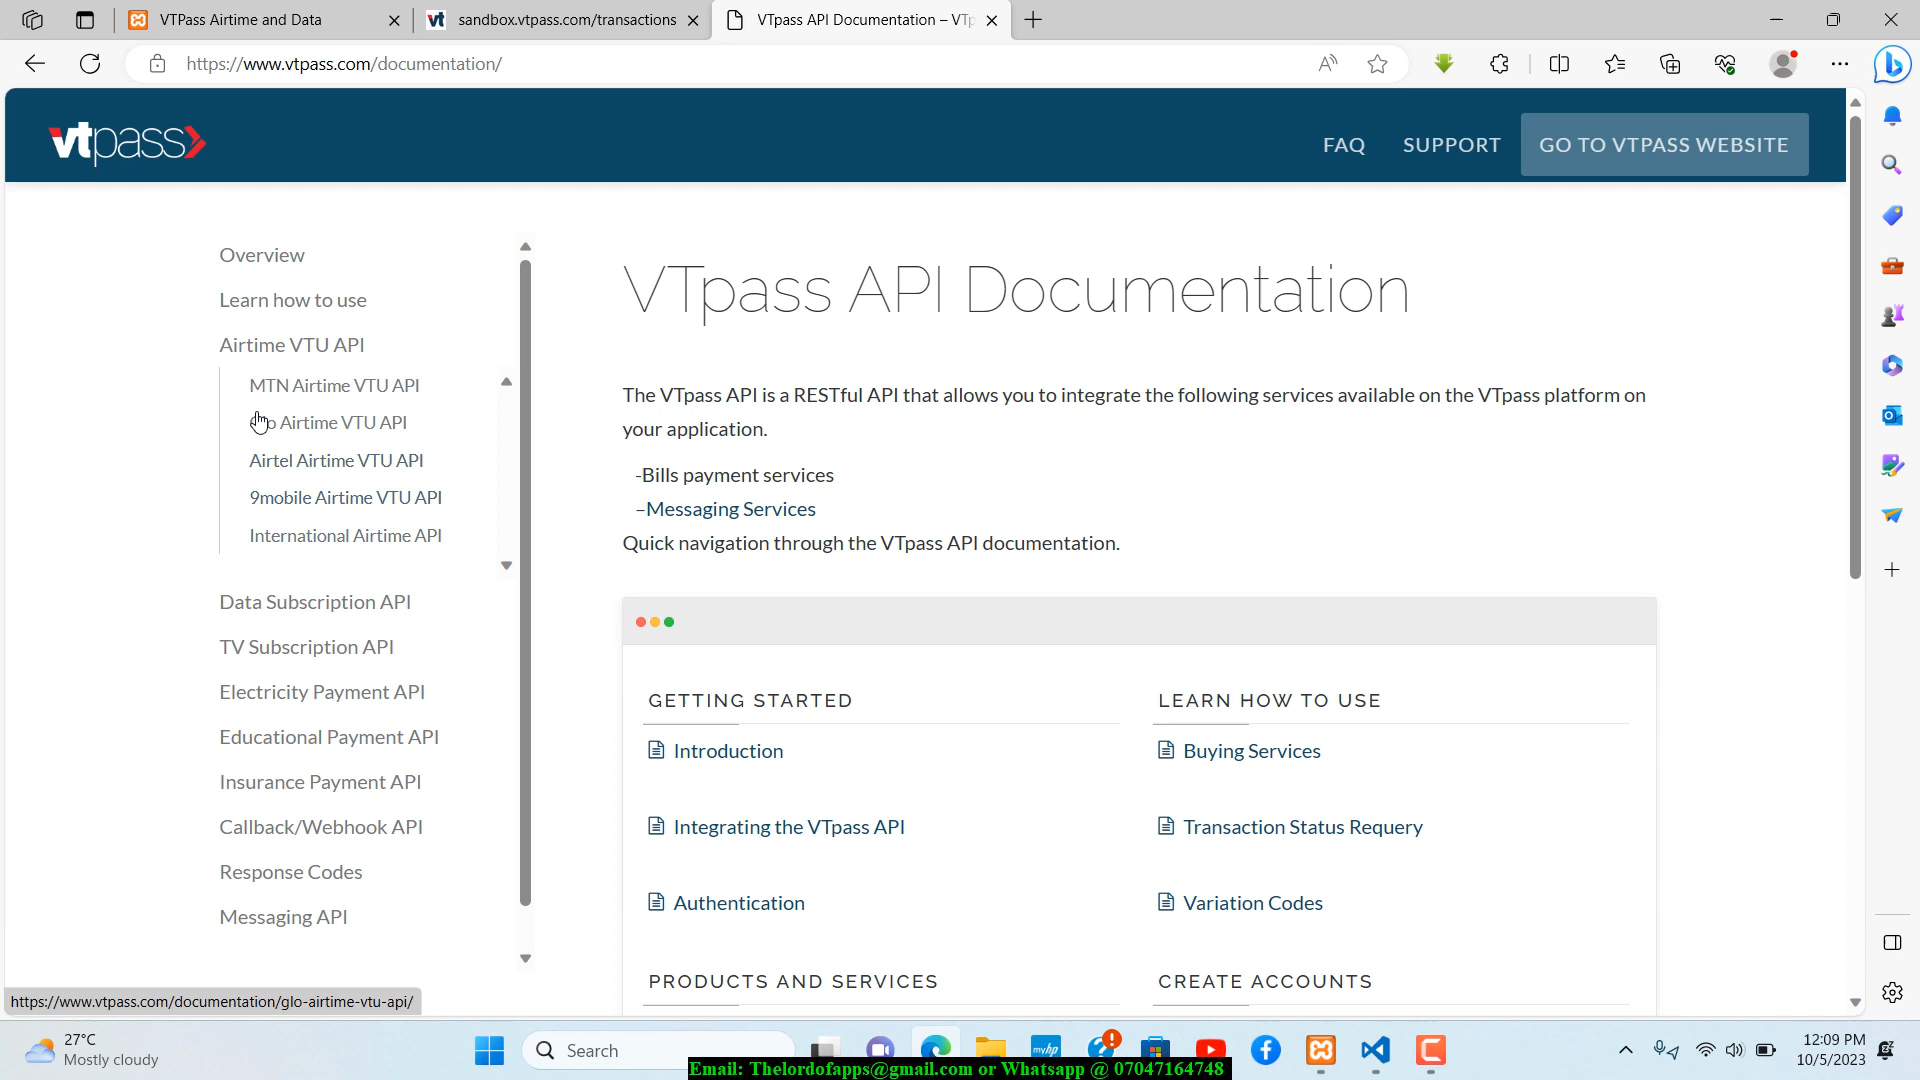 VTPass Airtime and Data
vt sandbox.vtpass.com/transactions
VTpass API Documentation – VTp
https://www.vtpass.com/documentation/
vtpass
FAQ
SUPPORT
GO TO VTPASS WEBSITE
Overview
Learn how to use
Airtime VTU API
MTN Airtime VTU API
Airtime VTU API
Airtel Airtime VTU API
9mobile Airtime VTU API
International Airtime API
Data Subscription API
TV Subscription API
Electricity Payment API
Educational Payment API
Insurance Payment API
Callback/Webhook API
Response Codes
Messaging API
VTpass API Documentation
The VTpass API is a RESTful API that allows you to integrate the following services available on the VTpass platform on
your application.
-Bills payment services
–Messaging Services
Quick navigation through the VTpass API documentation.
GETTING STARTED
Introduction
Integrating the VTpass API
Authentication
LEARN HOW TO USE
Buying Services
Transaction Status Requery
Variation Codes
PRODUCTS AND SERVICES
CREATE ACCOUNTS
https://www.vtpass.com/documentation/glo-airtime-vtu-api/
27°C
Mostly cloudy
Search
myhp
12:09 PM
10/5/2023
Email: Thelordofapps@gmail.com or Whatsapp @ 07047164748